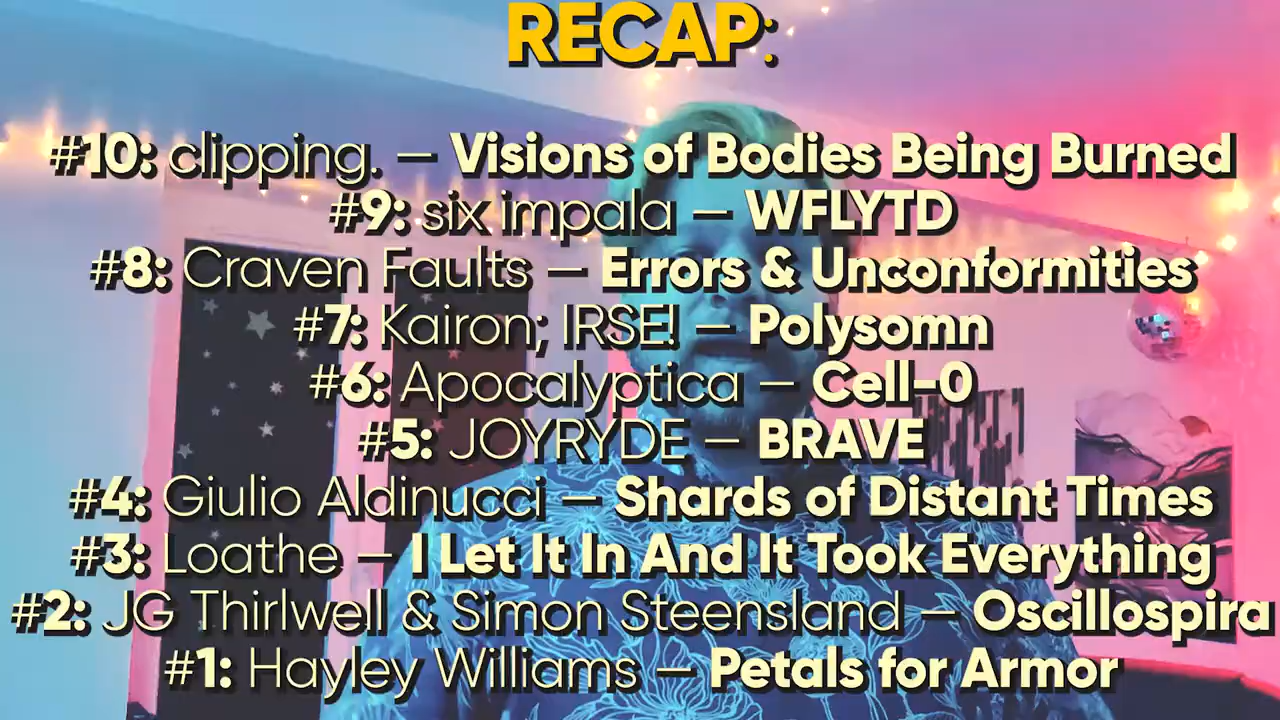 RECAP:
#10: clipping. — Visions of Bodies Being Burned
#9: six impala — WFLYTD
#8: Craven Faults — Errors & Unconformities
#7: Kairon; IRSE! — Polysomn
#6: Apocalyptica — Cell-0
#5: JOYRYDE — BRAVE
#4: Giulio Aldinucci — Shards of Distant Times
#3: Loathe — I Let It In And It Took Everything
#2: JG Thirlwell & Simon Steensland — Oscillospira
#1: Hayley Williams — Petals for Armor